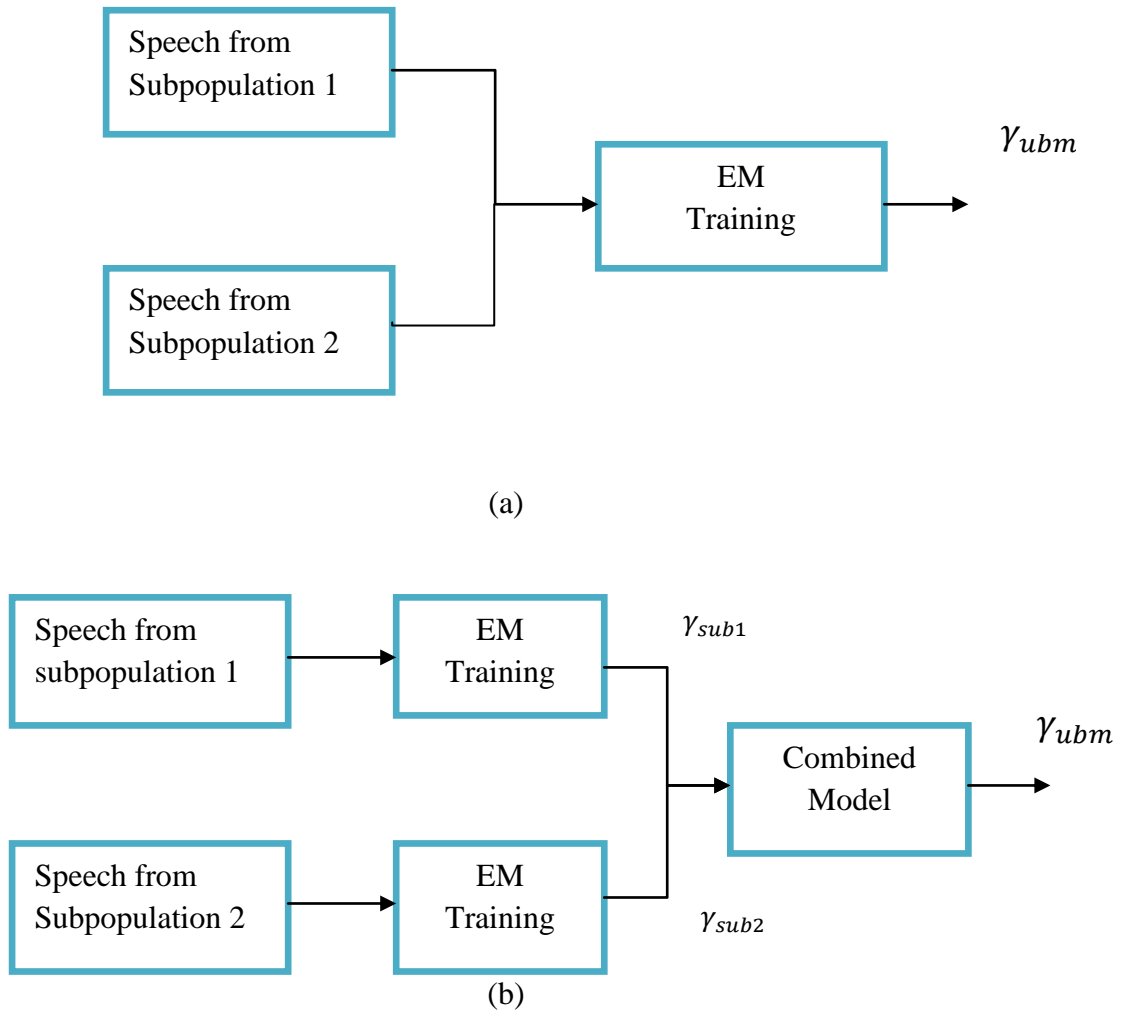 Speech from
Subpopulation 1
EM
Training
γ_ubm
Speech from
Subpopulation 2
(a)
Speech from
subpopulation 1
EM
Training
γ_sub1
Combined
Model
γ_ubm
Speech from
Subpopulation 2
EM
Training
γ_sub2
(b)